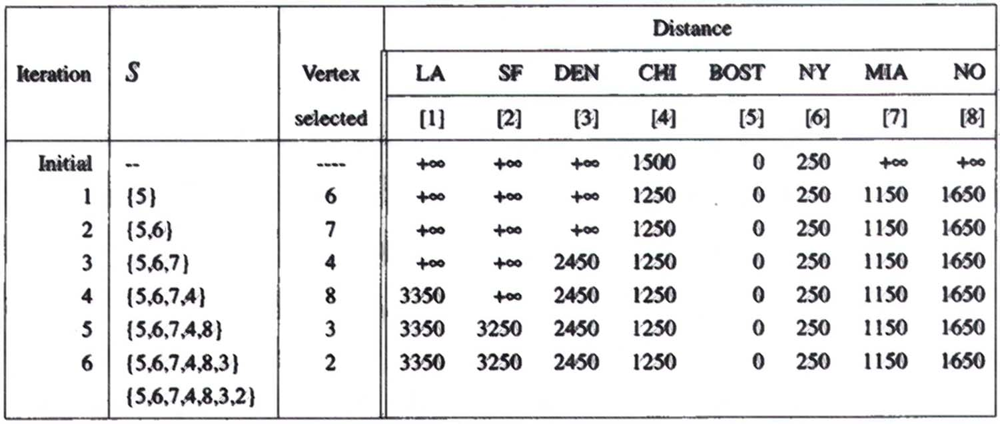 Distance
Iteration S Vertex LA SF DEN CHI BOST NY MIA NO
selected [1] [2] [3] [4] [5] [6] [7] [8]
Initial -- ---- +∞ +∞ +∞ 1500 0 250 +∞ +∞
1 {5} 6 +∞ +∞ +∞ 1250 0 250 1150 1650
2 {5,6} 7 +∞ +∞ +∞ 1250 0 250 1150 1650
3 {5,6,7} 4 +∞ +∞ 2450 1250 0 250 1150 1650
4 {5,6,7,4} 8 3350 +∞ 2450 1250 0 250 1150 1650
5 {5,6,7,4,8} 3 3350 3250 2450 1250 0 250 1150 1650
6 {5,6,7,4,8,3} 2 3350 3250 2450 1250 0 250 1150 1650
{5,6,7,4,8,3,2}